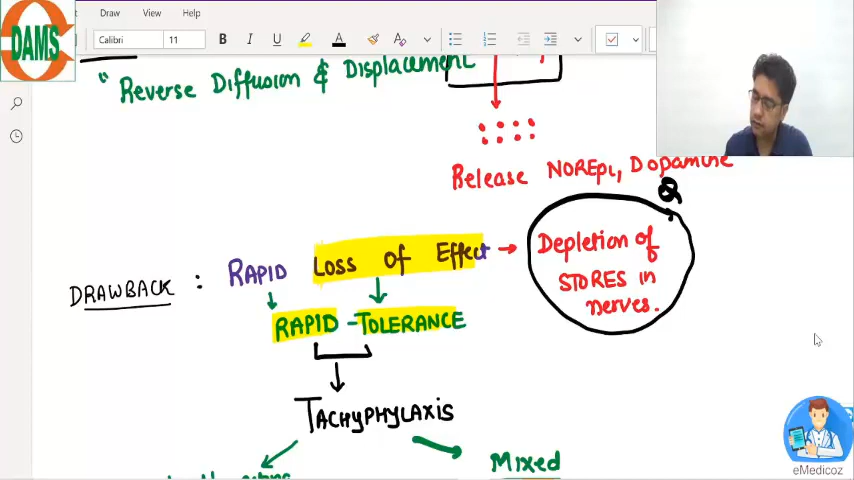 DAMS
Draw View Help
Calibri 11 B I U A
" Reverse Diffusion & Displacement
Release NOREpi, Dopamine
DRAWBACK : RAPID Loss of Effect → Depletion of
STORES in
nerves.
RAPID - TOLERANCE
TACHYPHYLAXIS
Mixed
eMedicoz